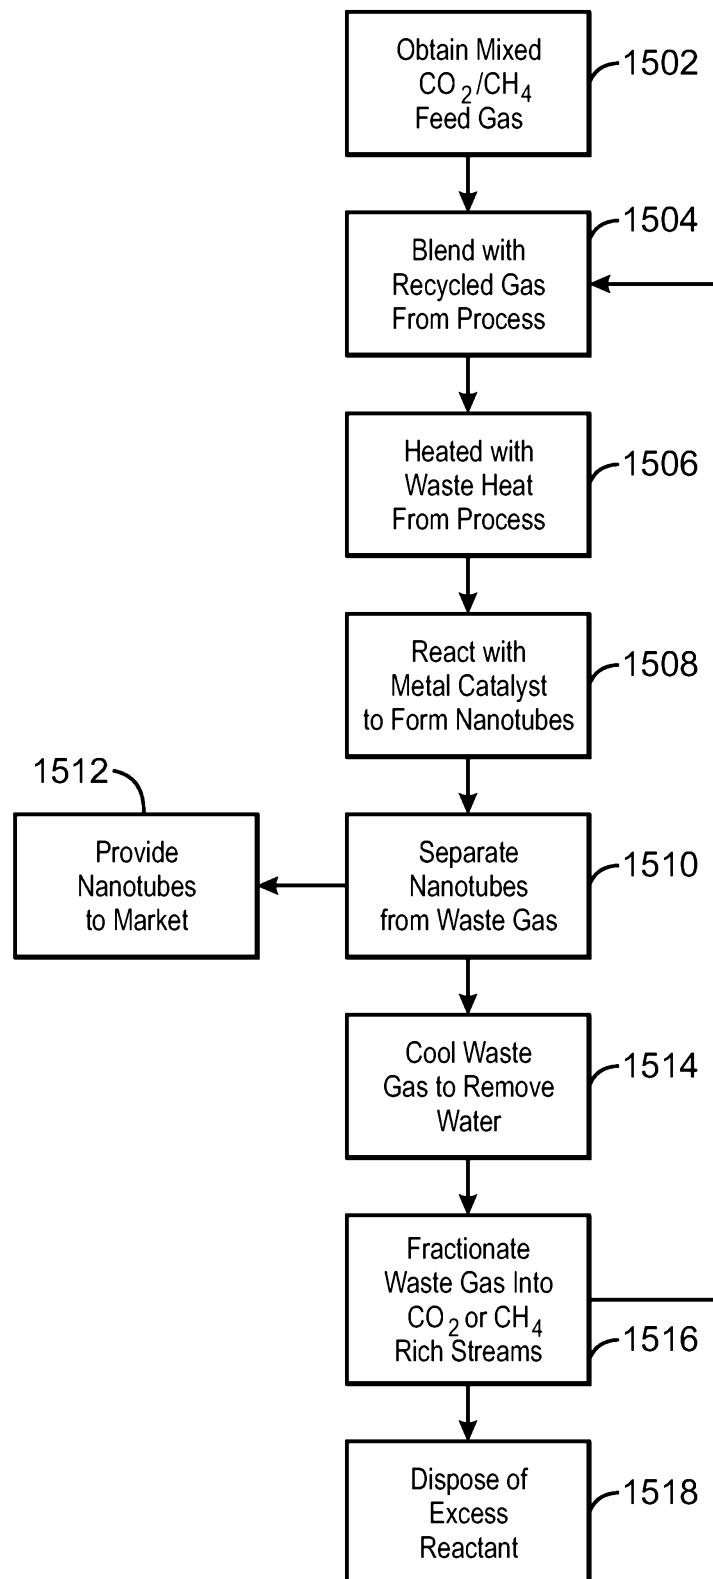 Obtain Mixed
CO2/CH4
Feed Gas
1502
Blend with
Recycled Gas
From Process
1504
Heated with
Waste Heat
From Process
1506
React with
Metal Catalyst
to Form Nanotubes
1508
1512
Provide
Nanotubes
to Market
Separate
Nanotubes
from Waste Gas
1510
Cool Waste
Gas to Remove
Water
1514
Fractionate
Waste Gas Into
CO2 or CH4
Rich Streams
1516
Dispose of
Excess
Reactant
1518